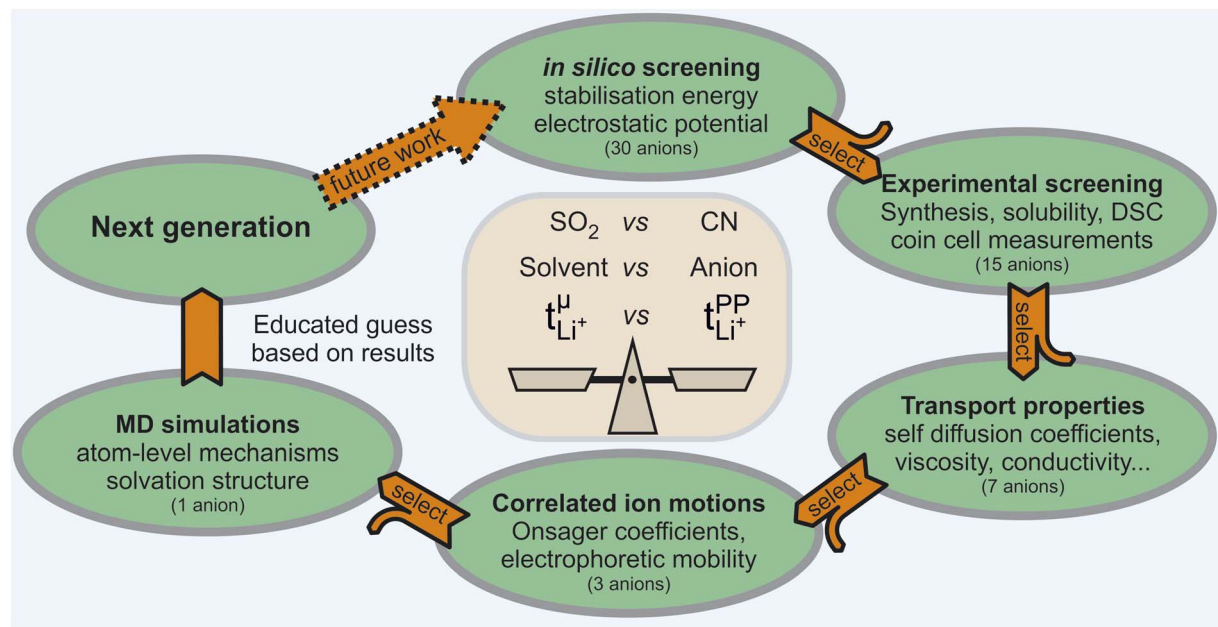 in silico screening
stabilisation energy
electrostatic potential
(30 anions)
select
Experimental screening
Synthesis, solubility, DSC
coin cell measurements
(15 anions)
select
Transport properties
self diffusion coefficients,
viscosity, conductivity...
(7 anions)
select
Correlated ion motions
Onsager coefficients,
electrophoretic mobility
(3 anions)
select
MD simulations
atom-level mechanisms
solvation structure
(1 anion)
Educated guess
based on results
Next generation
future work
SO₂ vs CN
Solvent vs Anion
t^μ_Li⁺ vs t^PP_Li⁺